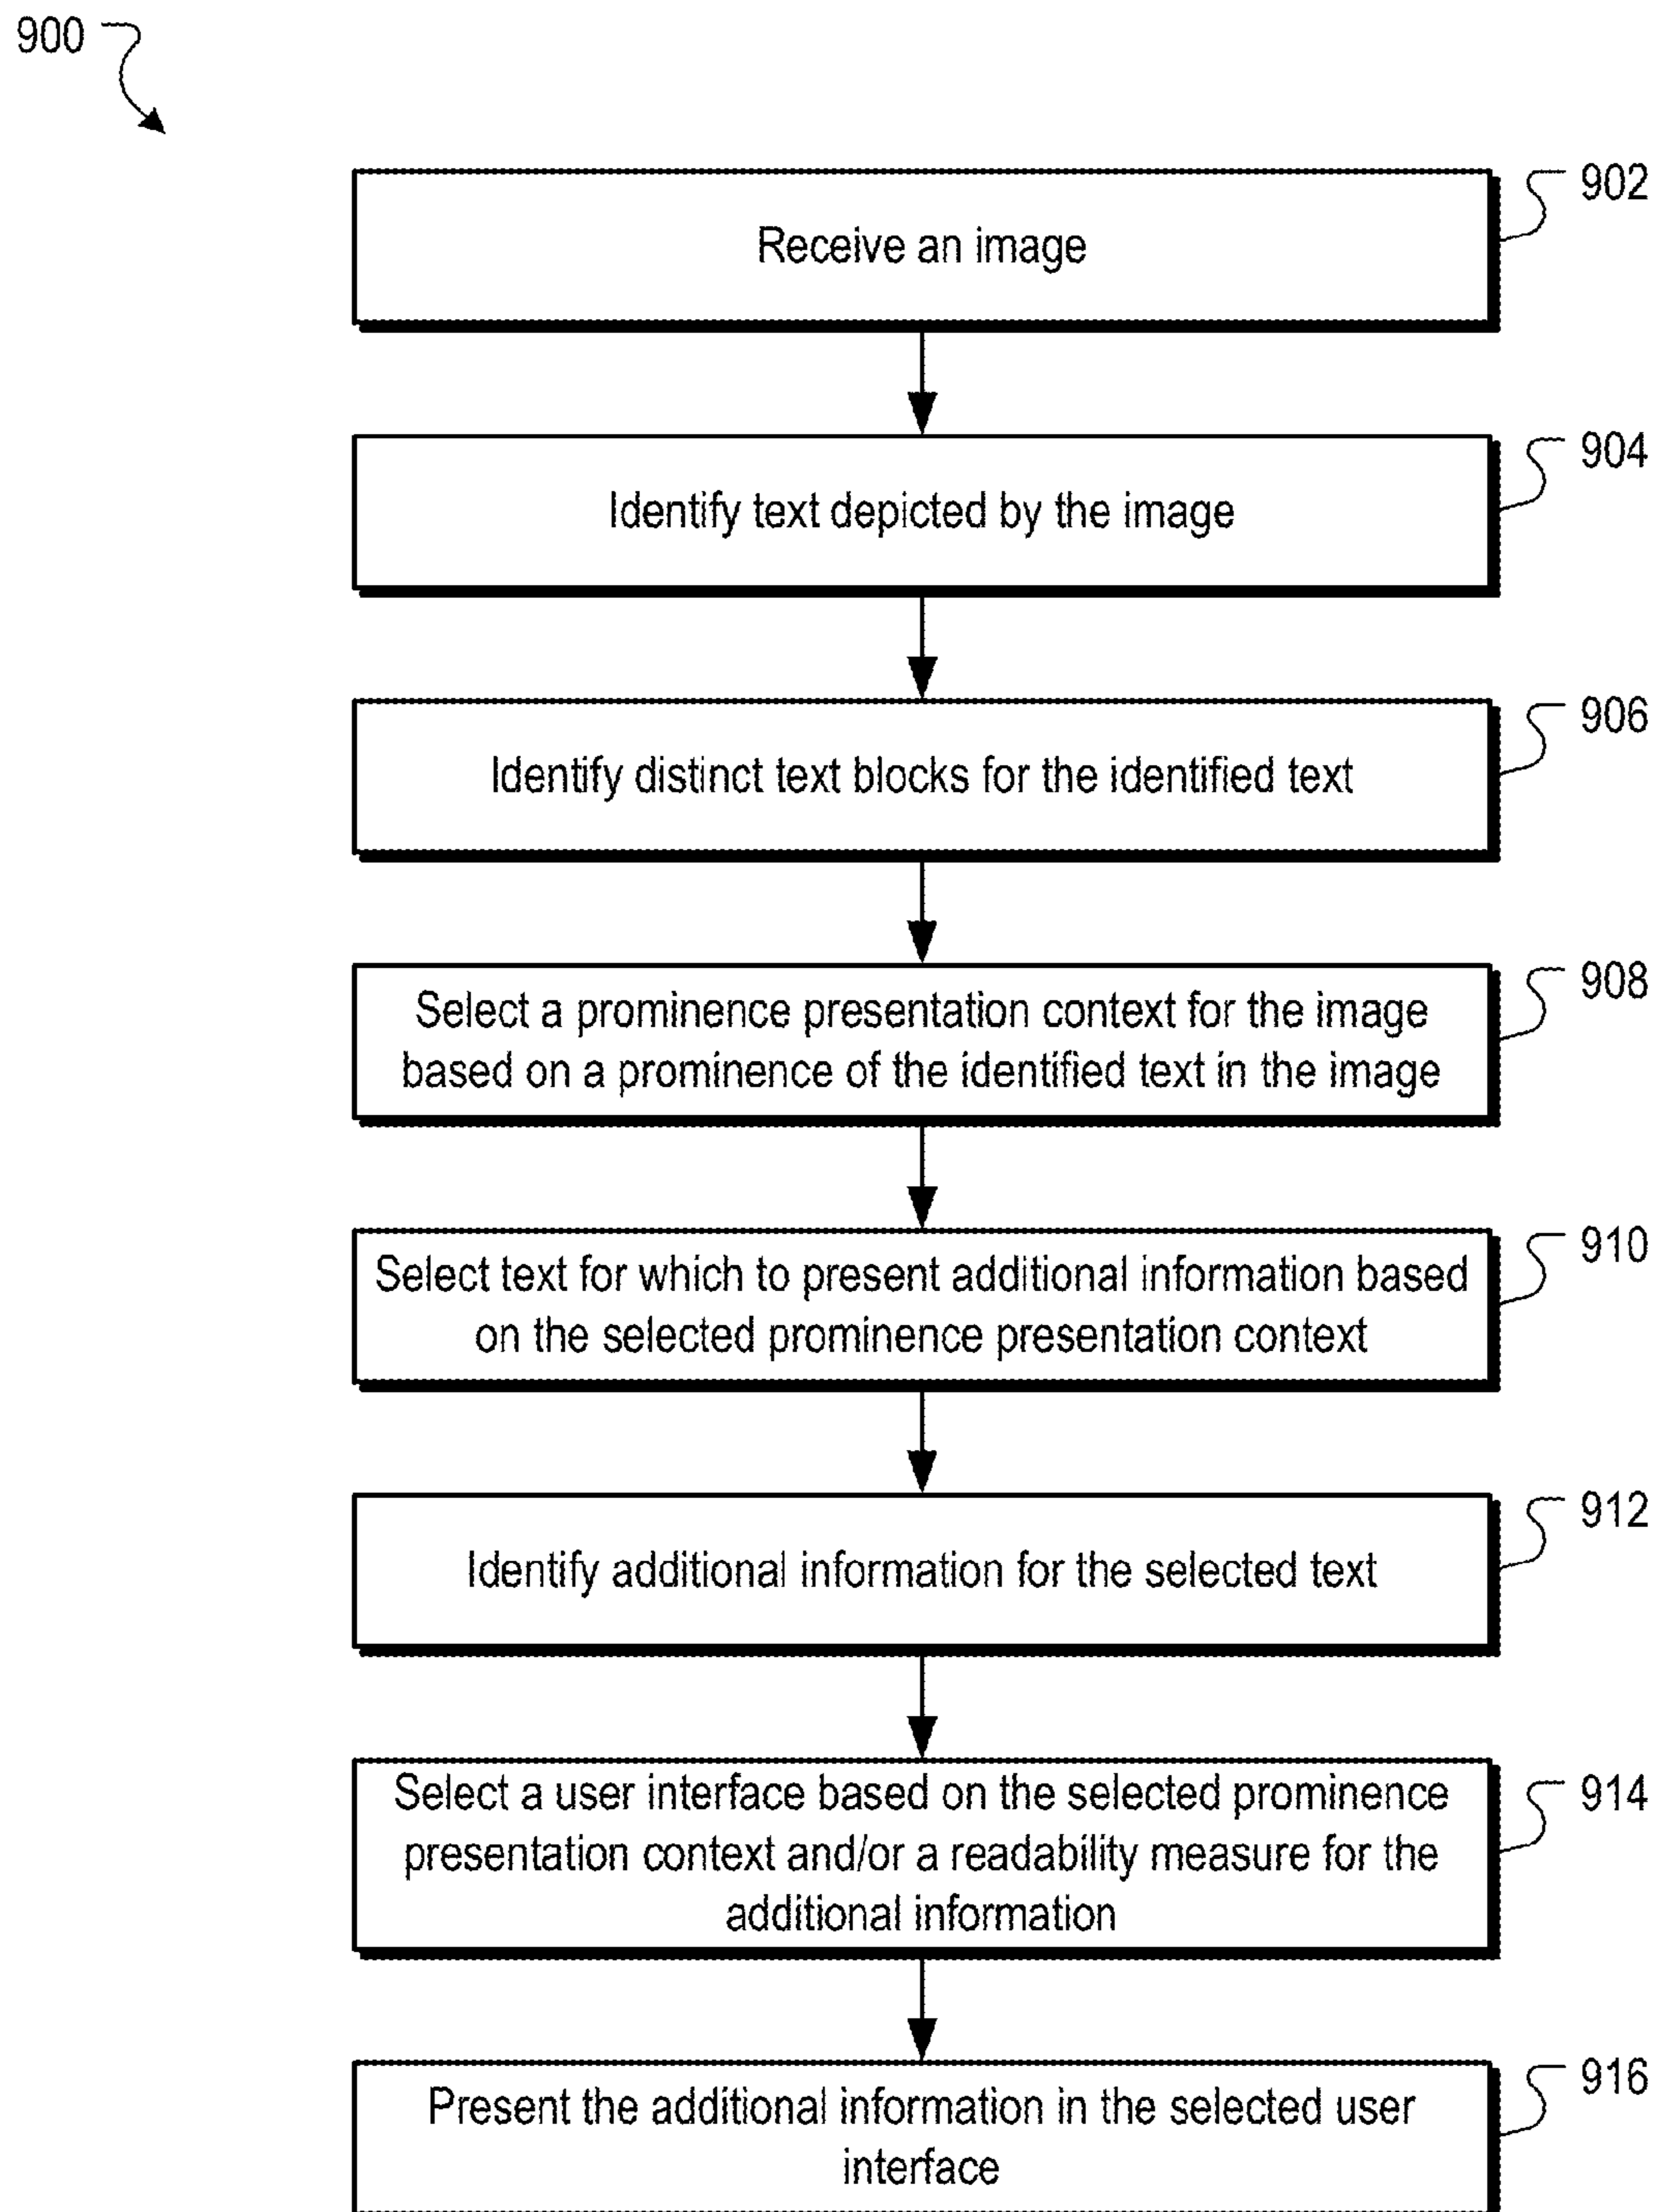 900
902
Receive an image
904
Identify text depicted by the image
906
Identify distinct text blocks for the identified text
908
Select a prominence presentation context for the image
based on a prominence of the identified text in the image
910
Select text for which to present additional information based
on the selected prominence presentation context
912
Identify additional information for the selected text
914
Select a user interface based on the selected prominence
presentation context and/or a readability measure for the
additional information
916
Present the additional information in the selected user
interface